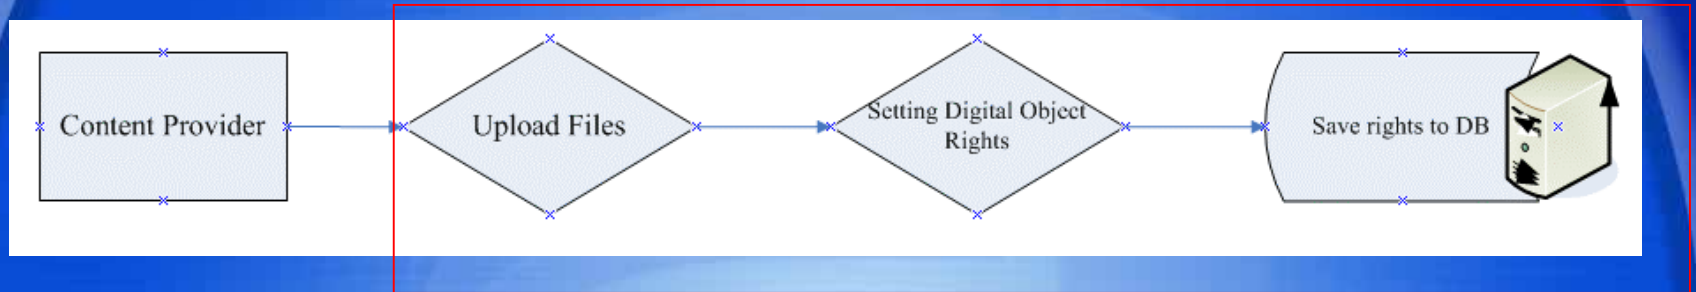 Content Provider
Upload Files
Setting Digital Object
Rights
Save rights to DB